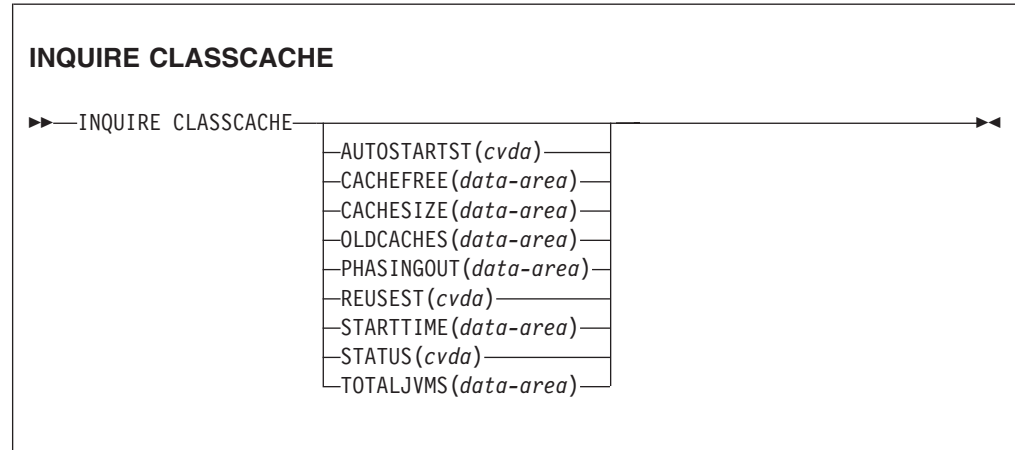 INQUIRE CLASSCACHE
INQUIRE CLASSCACHE
AUTOSTARTST(cvda)
CACHEFREE(data-area)
CACHESIZE(data-area)
OLDCACHES(data-area)
PHASINGOUT(data-area)
REUSEST(cvda)
STARTTIME(data-area)
STATUS(cvda)
TOTALJVMS(data-area)